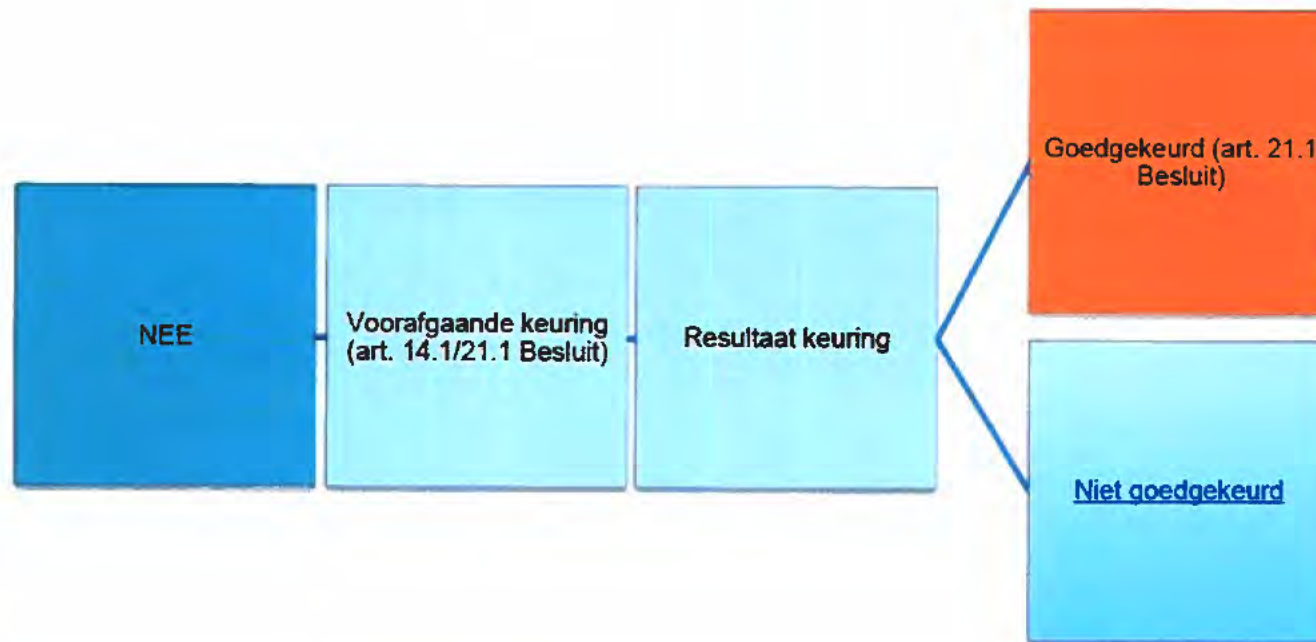 NEE
Voorafgaande keuring
(art. 14.1/21.1 Besluit)
Resultaat keuring
Goedgekeurd (art. 21.1
Besluit)
Niet goedgekeurd